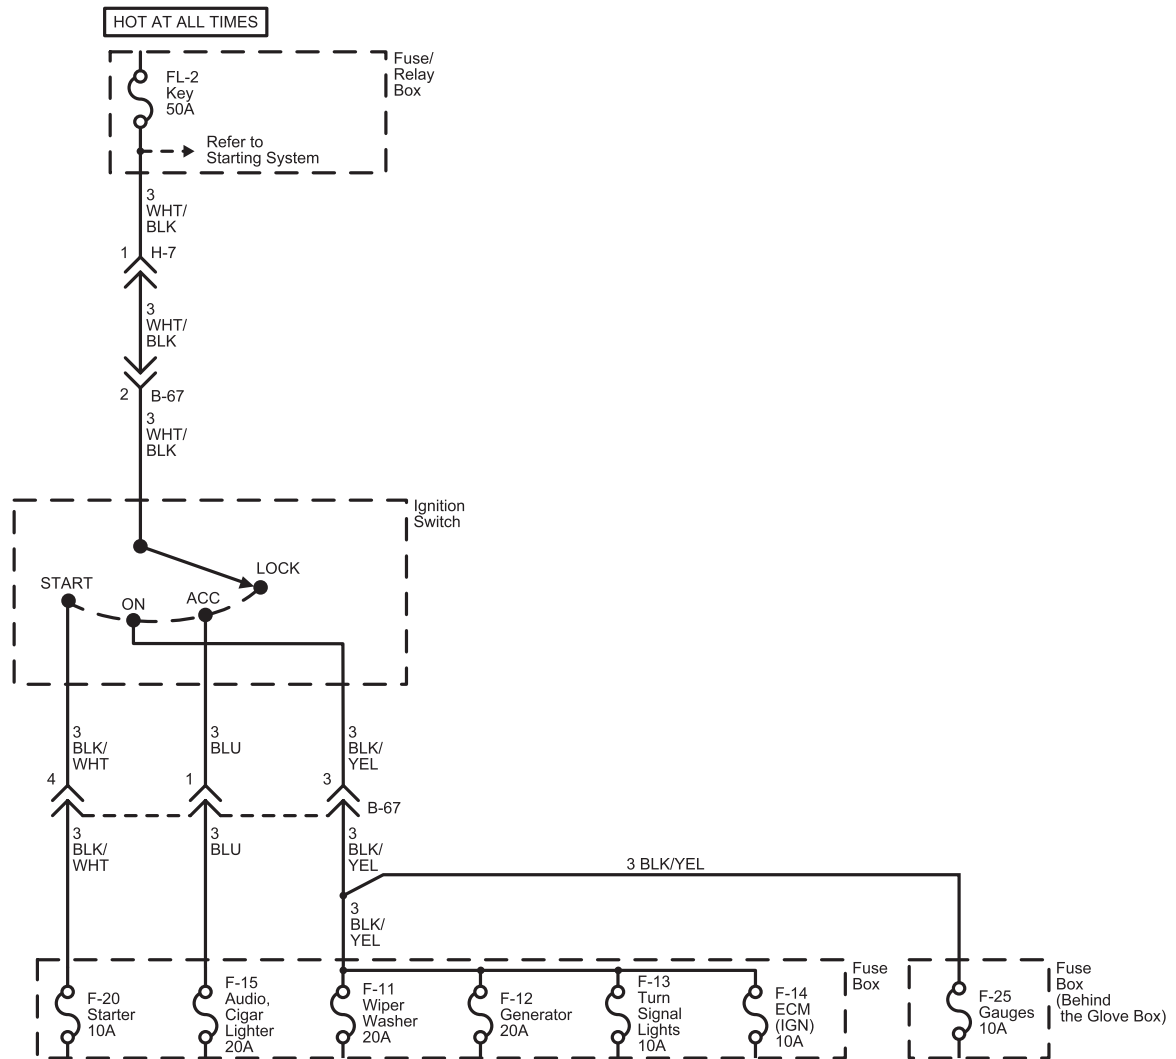 HOT AT ALL TIMES
Fuse/
Relay
Box
FL-2
Key
50A
Refer to
Starting System
3
WHT/
BLK
1
H-7
3
WHT/
BLK
2
B-67
3
WHT/
BLK
Ignition
Switch
LOCK
START
ON
ACC
3
BLK/
WHT
3
BLU
3
BLK/
YEL
4
1
3
B-67
3
BLK/
WHT
3
BLU
3
BLK/
YEL
3 BLK/YEL
3
BLK/
YEL
F-20
Starter
10A
F-15
Audio,
Cigar
Lighter
20A
F-11
Wiper
Washer
20A
F-12
Generator
20A
F-13
Turn
Signal
Lights
10A
F-14
ECM
(IGN)
10A
Fuse
Box
F-25
Gauges
10A
Fuse
Box
(Behind
the Glove Box)